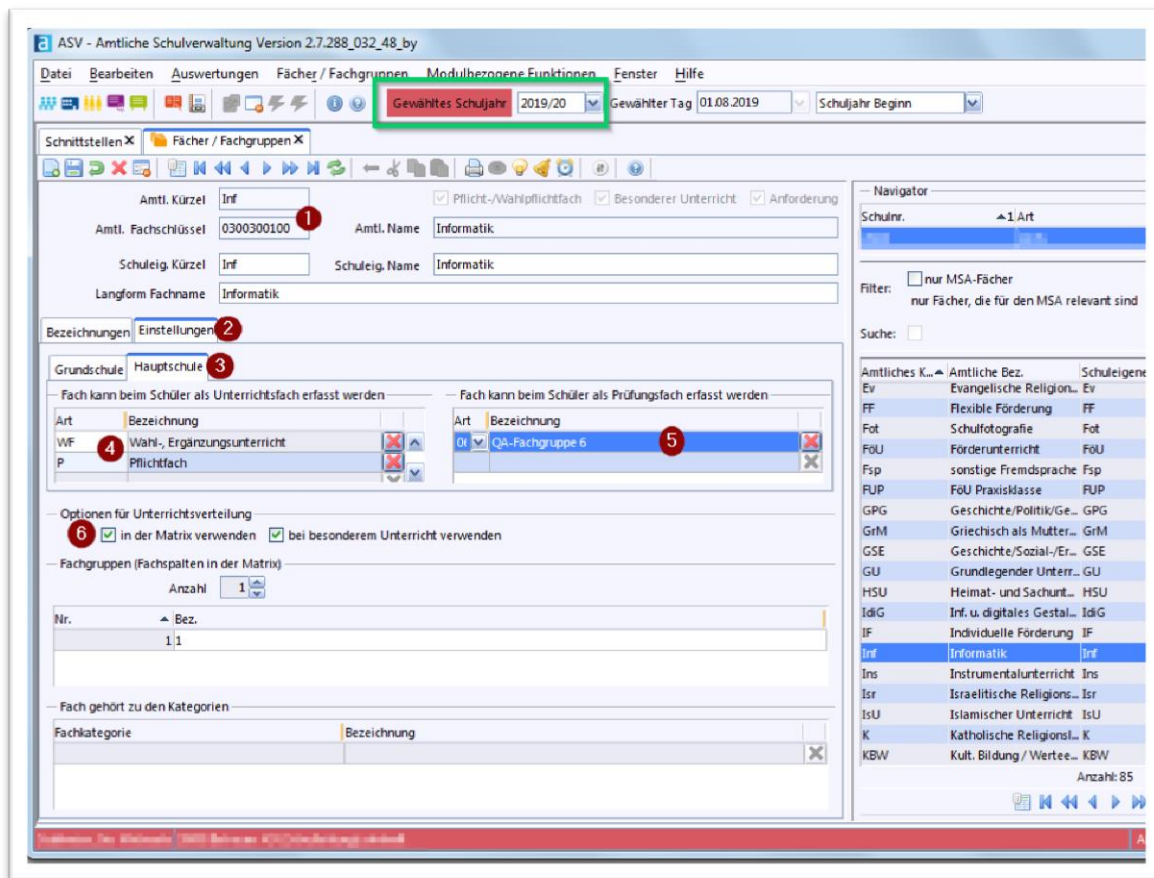 ASV - Amtliche Schulverwaltung Version 2.7.288_032_48_by
Datei Bearbeiten Auswertungen Fächer / Fachgruppen Modulbezogene Funktionen Fenster Hilfe
Gewähltes Schuljahr 2019/20 Gewählter Tag 01.08.2019 Schuljahr Beginn
Schnittstellen X Fächer / Fachgruppen X
Amtl. Kürzel Inf Pflicht-/Wahlpflichtfach Besonderer Unterricht Anforderung
1
Amtl. Fachschlüssel 0300300100 Amtl. Name Informatik
Schuleig. Kürzel Inf Schuleig. Name Informatik
Langform Fachname Informatik
Bezeichnungen Einstellungen 2
Grundschule Hauptschule 3
Fach kann beim Schüler als Unterrichtsfach erfasst werden
Art Bezeichnung
WF Wahl-, Ergänzungsunterricht
4
P Pflichtfach
Fach kann beim Schüler als Prüfungsfach erfasst werden
Art Bezeichnung
QA-Fachgruppe 6 5
Optionen für Unterrichtsverteilung
6 in der Matrix verwenden bei besonderem Unterricht verwenden
Fachgruppen (Fachspalten in der Matrix)
Anzahl 1
Nr. Bez.
1 1
Fach gehört zu den Kategorien
Fachkategorie Bezeichnung
Navigator
Schulnr. 1 Art
Filter: nur MSA-Fächer
nur Fächer, die für den MSA relevant sind
Suche:
Amtliches K... Amtliche Bez. Schuleigene
Ev Evangelische Religion... Ev
FF Flexible Förderung FF
Fot Schulfotografie Fot
FöU Förderunterricht FöU
Fsp sonstige Fremdsprache Fsp
FUP FöU Praxisklasse FUP
GPG Geschichte/Politik/Ge... GPG
GrM Griechisch als Mutter... GrM
GSE Geschichte/Sozial-/Er... GSE
GU Grundlegender Unterr... GU
HSU Heimat- und Sachunt... HSU
IdiG Inf. u. digitales Gestal... IdiG
IF Individuelle Förderung IF
Inf Informatik Inf
Ins Instrumentalunterricht Ins
Isr Israelitische Religions... Isr
IsU Islamischer Unterricht IsU
K Katholische Religionsl... K
KBW Kult. Bildung / Wertee... KBW
Anzahl: 85